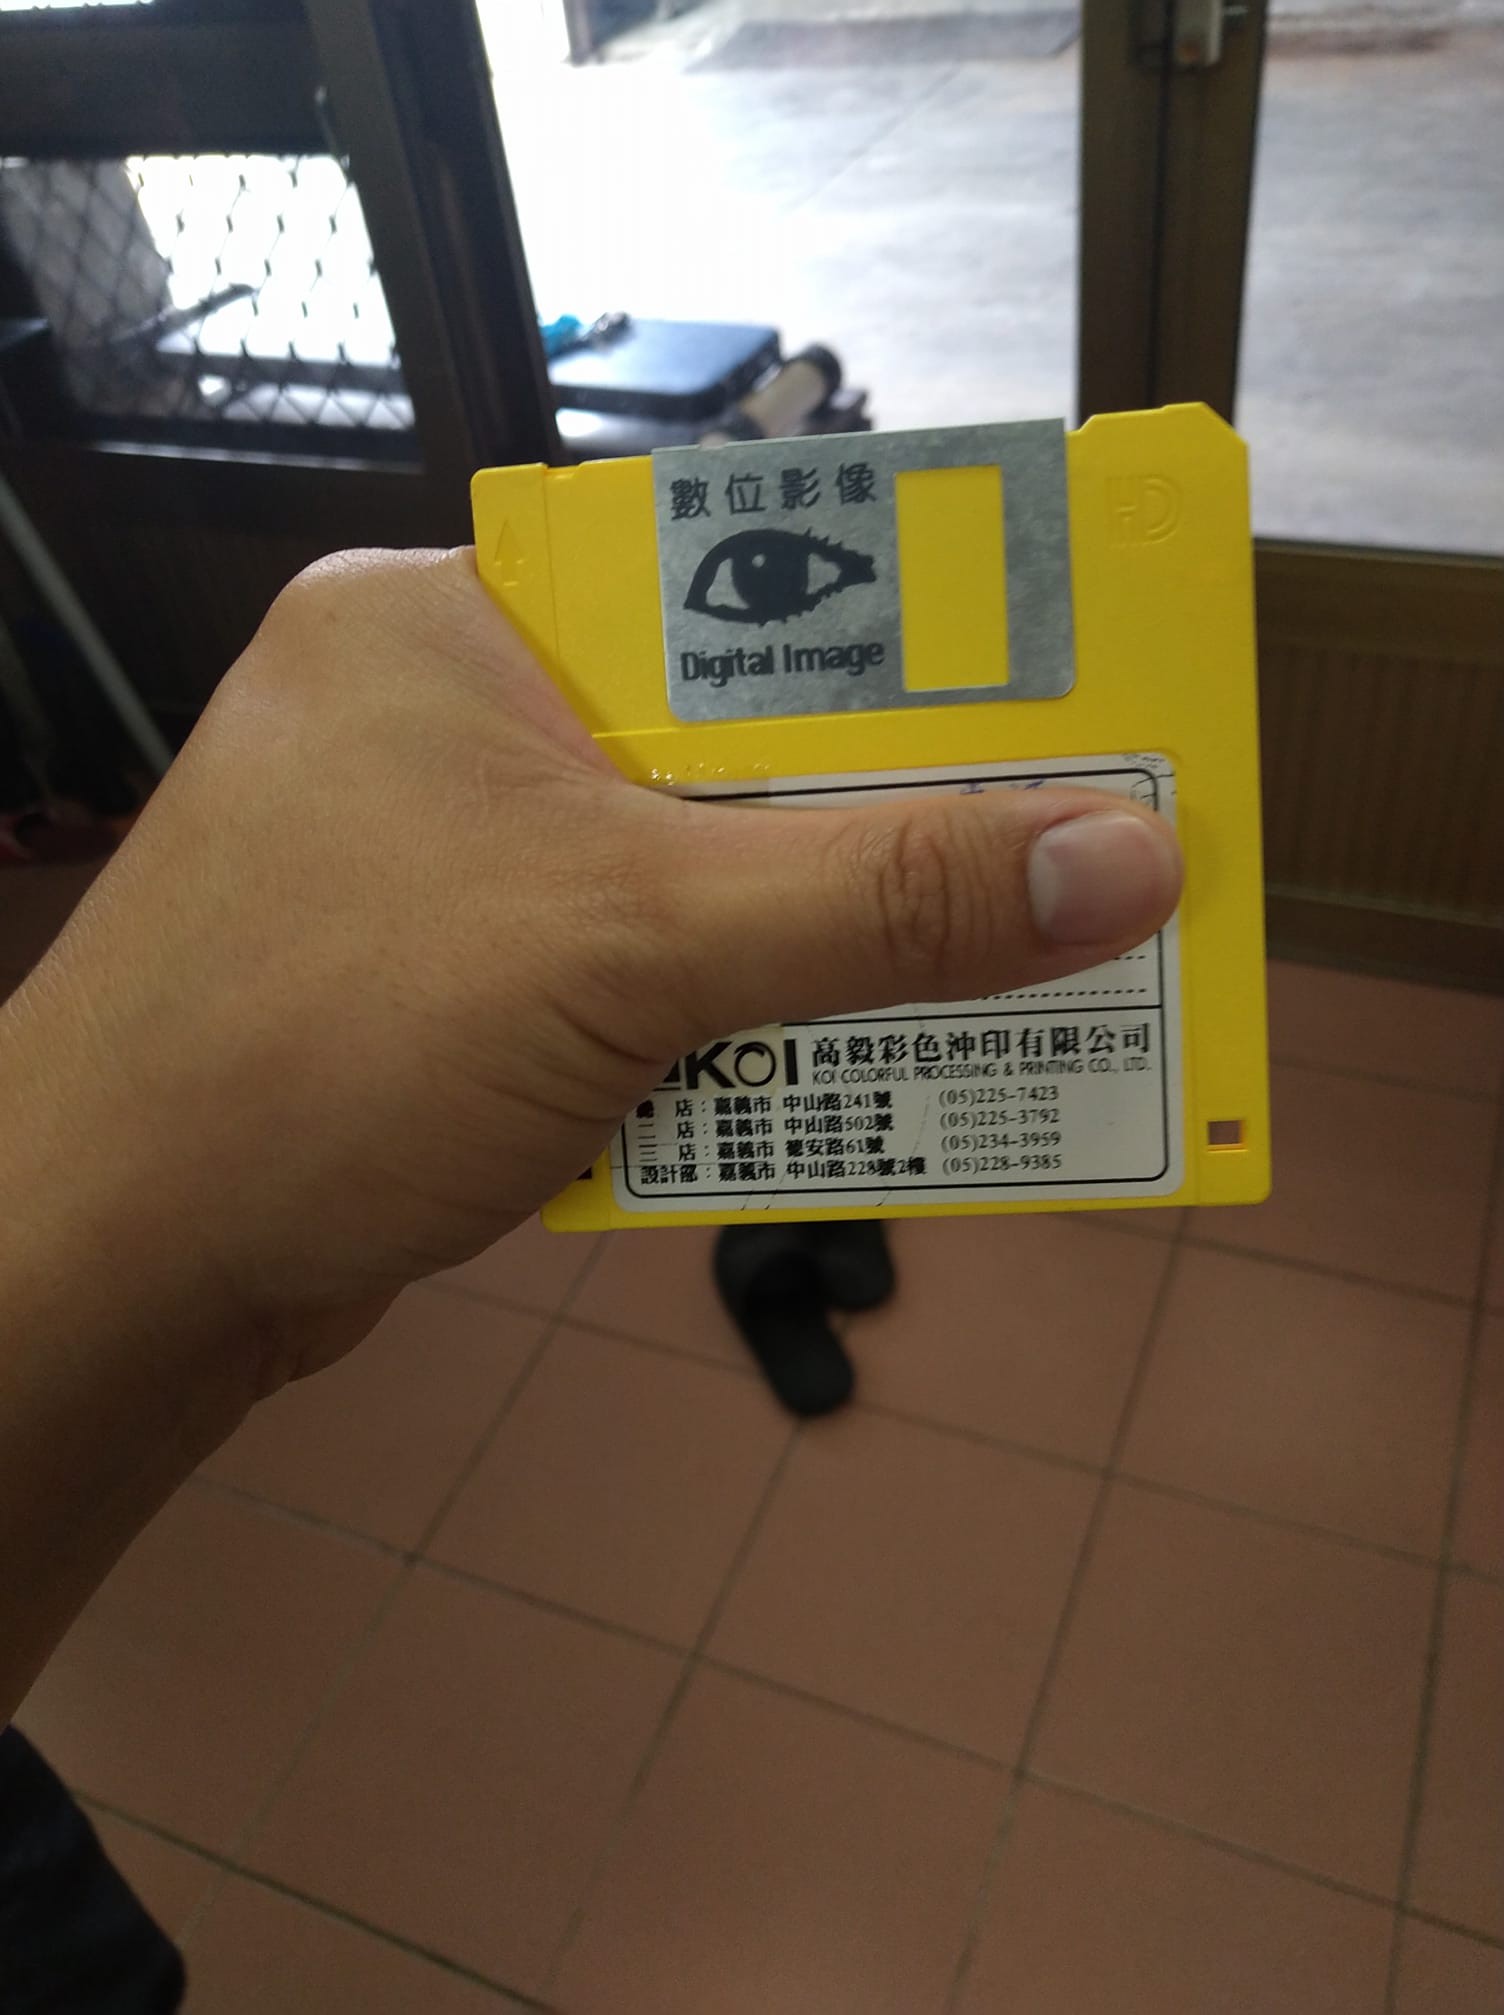 數位影像
Digital Image
HD
KOI 高毅彩色沖印有限公司
KOI COLORFUL PROCESSING & PRINTING CO., LTD.
總 店：嘉義市 中山路241號 (05)225-7423
二 店：嘉義市 中山路502號 (05)225-3792
三 店：嘉義市 德安路61號 (05)234-3959
設計部：嘉義市 中山路228號2樓 (05)228-9385